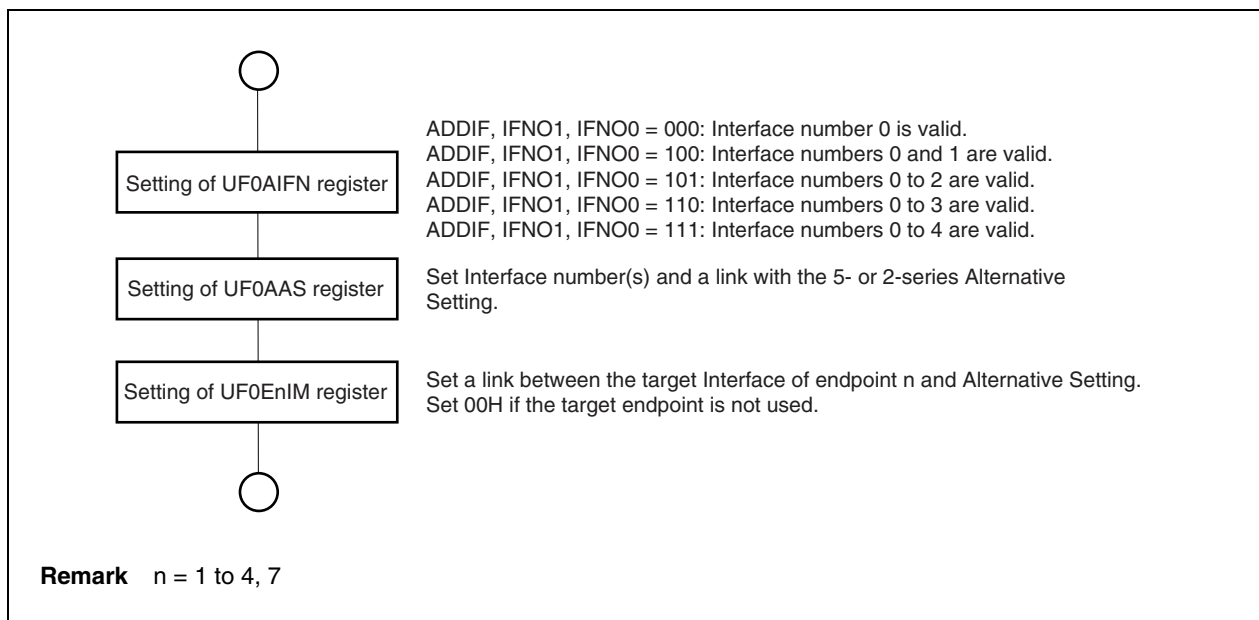 ADDIF, IFNO1, IFNO0 = 000: Interface number 0 is valid.
ADDIF, IFNO1, IFNO0 = 100: Interface numbers 0 and 1 are valid.
Setting of UF0AIFN register
ADDIF, IFNO1, IFNO0 = 101: Interface numbers 0 to 2 are valid.
ADDIF, IFNO1, IFNO0 = 110: Interface numbers 0 to 3 are valid.
ADDIF, IFNO1, IFNO0 = 111: Interface numbers 0 to 4 are valid.
Setting of UF0AAS register
Set Interface number(s) and a link with the 5- or 2-series Alternative
Setting.
Setting of UF0EnIM register
Set a link between the target Interface of endpoint n and Alternative Setting.
Set 00H if the target endpoint is not used.
Remark n = 1 to 4, 7